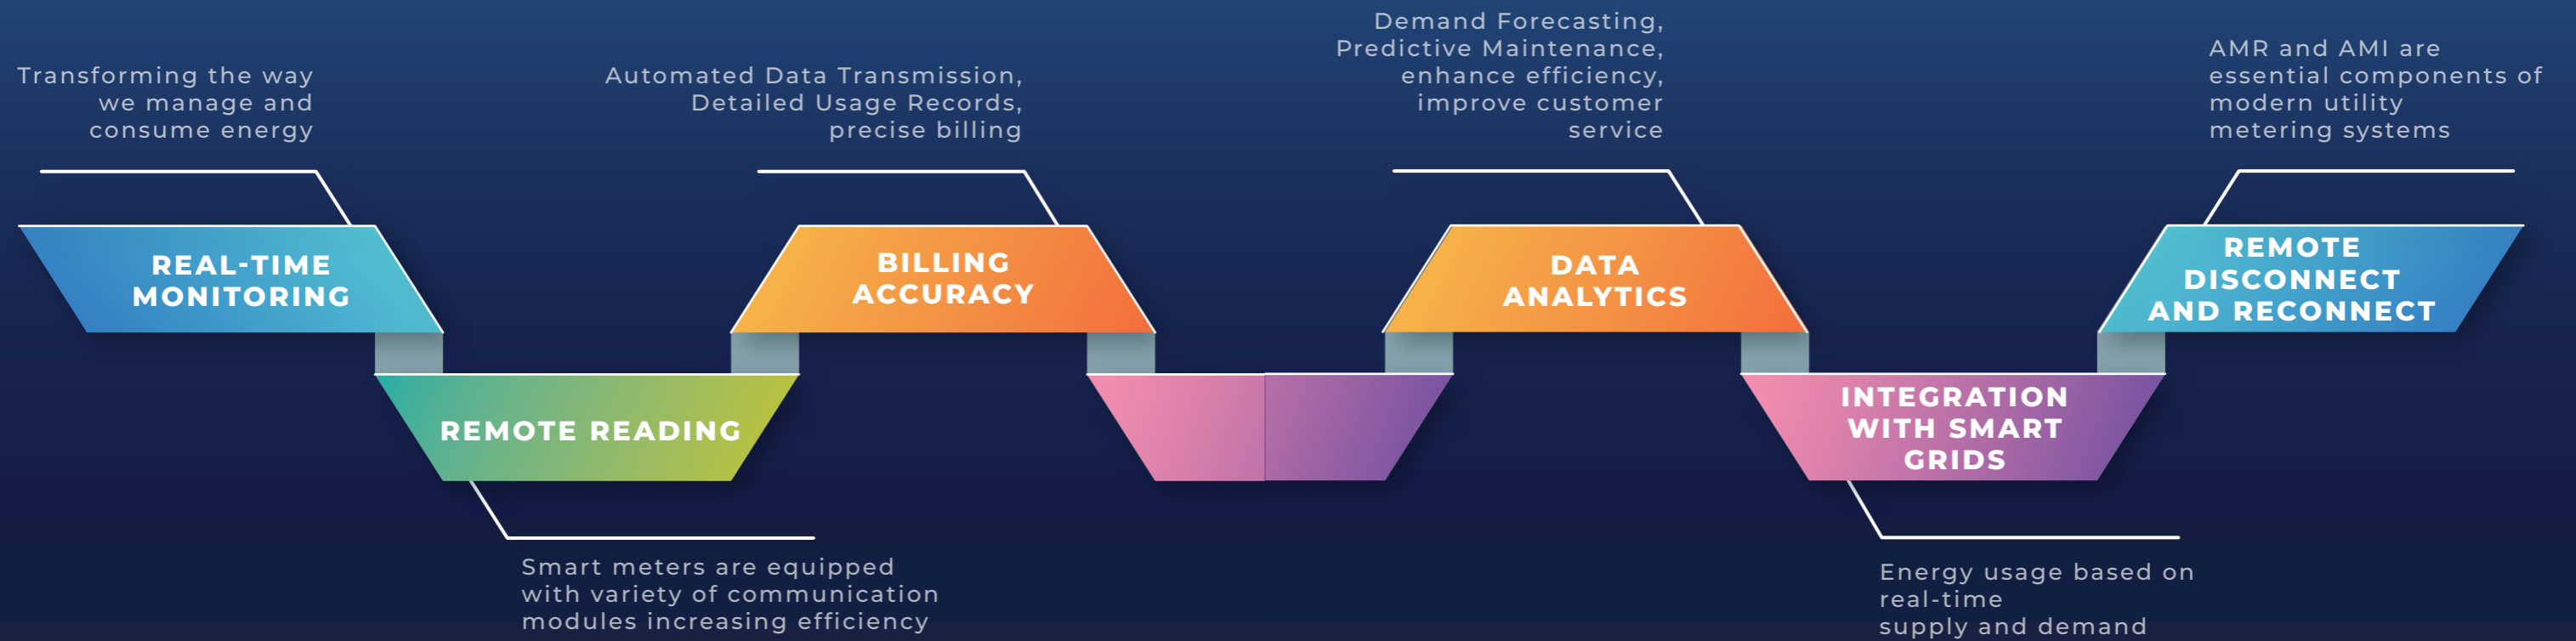 Transforming the way
we manage and
consume energy
REAL-TIME
MONITORING
REMOTE READING
Smart meters are equipped
with variety of communication
modules increasing efficiency
Automated Data Transmission,
Detailed Usage Records,
precise billing
BILLING
ACCURACY
Demand Forecasting,
Predictive Maintenance,
enhance efficiency,
improve customer
service
DATA
ANALYTICS
INTEGRATION
WITH SMART
GRIDS
Energy usage based on
real-time
supply and demand
AMR and AMI are
essential components of
modern utility
metering systems
REMOTE
DISCONNECT
AND RECONNECT